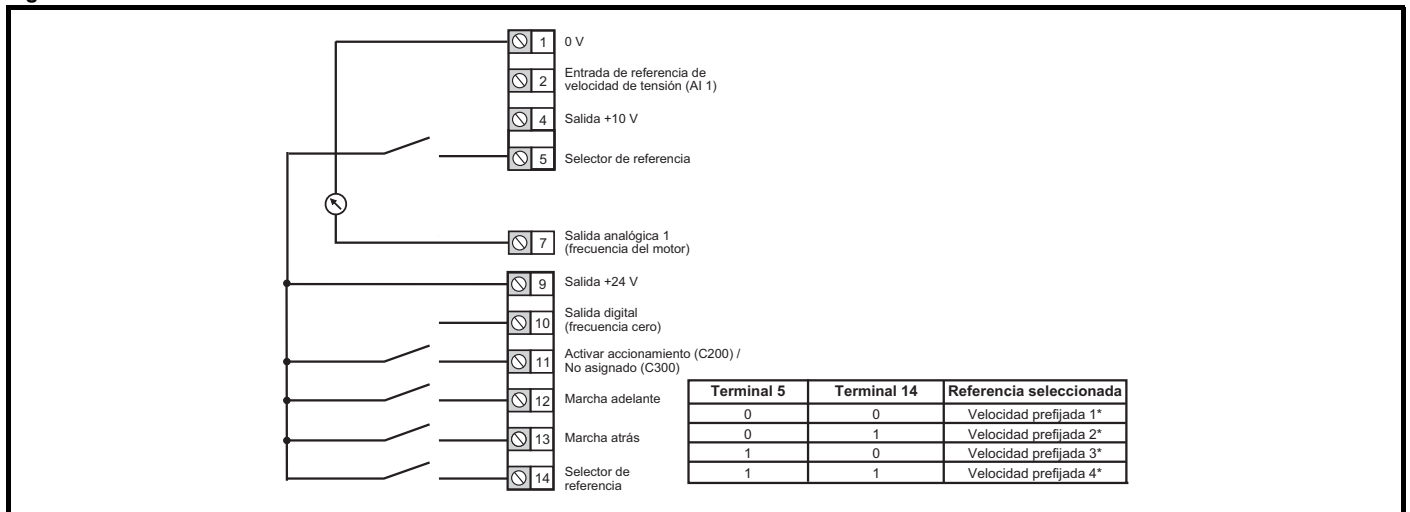 1 0 V
2 Entrada de referencia de
velocidad de tensión (AI 1)
4 Salida +10 V
5 Selector de referencia
7 Salida analógica 1
(frecuencia del motor)
9 Salida +24 V
10 Salida digital
(frecuencia cero)
11 Activar accionamiento (C200) /
No asignado (C300)
12 Marcha adelante
13 Marcha atrás
14 Selector de
referencia
Terminal 5 Terminal 14 Referencia seleccionada
0 0 Velocidad prefijada 1*
0 1 Velocidad prefijada 2*
1 0 Velocidad prefijada 3*
1 1 Velocidad prefijada 4*